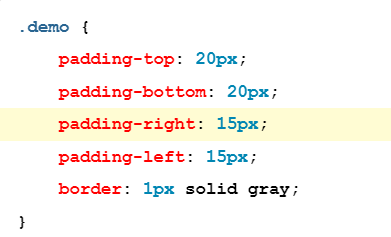 .demo {
    padding-top: 20px;
    padding-bottom: 20px;
    padding-right: 15px;
    padding-left: 15px;
    border: 1px solid gray;
}